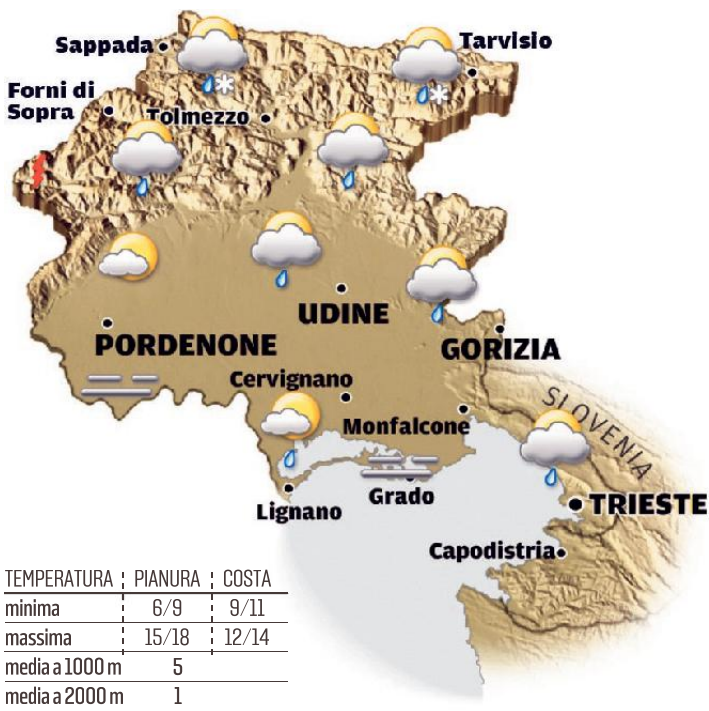 Sappada
Tarvisio
Forni di
Sopra
Tolmezzo
UDINE
PORDENONE
GORIZIA
Cervignano
SLOVENIA
Monfalcone
Lignano
Grado
TRIESTE
Capodistria
TEMPERATURA PIANURA COSTA
minima 6/9 9/11
massima 15/18 12/14
media a 1000 m 5
media a 2000 m 1